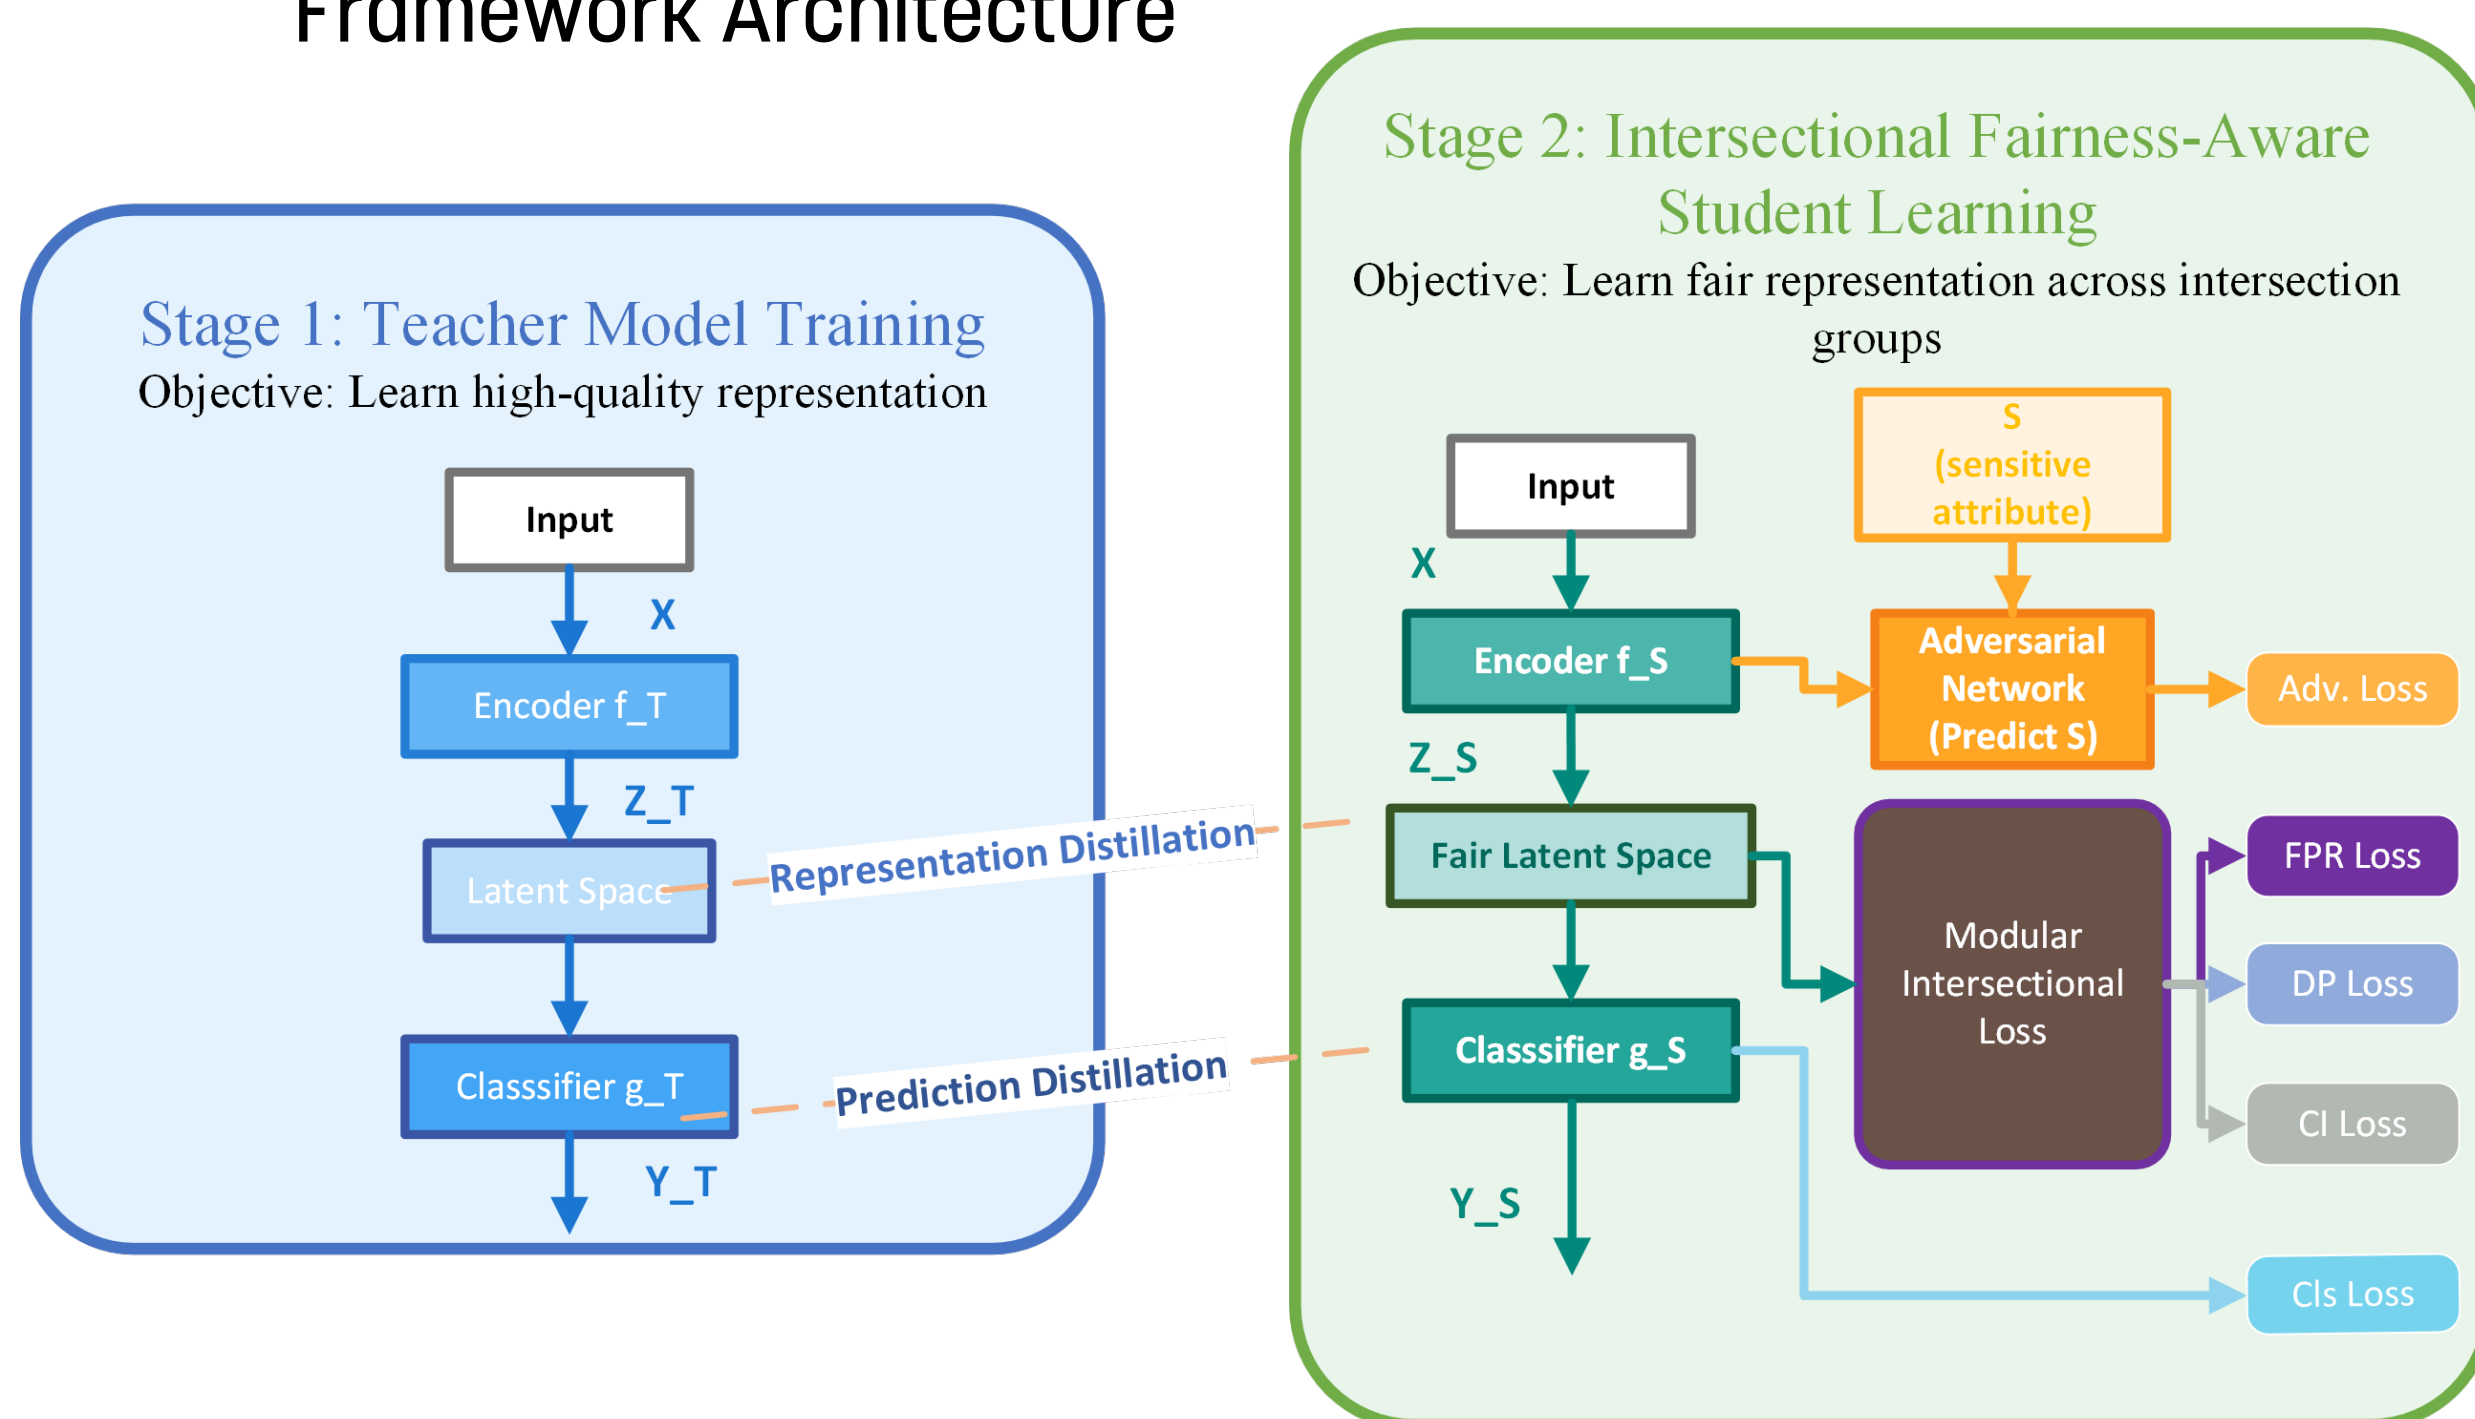 Framework Architecture
Stage 1: Teacher Model Training
Objective: Learn high-quality representation
Input
X
Encoder f_T
Z_T
Latent Space
Classsifier g_T
Y_T
Representation Distillation
Prediction Distillation
Stage 2: Intersectional Fairness-Aware
Student Learning
Objective: Learn fair representation across intersection
groups
Input
X
Encoder f_S
Z_S
Fair Latent Space
Classsifier g_S
Y_S
S
(sensitive
attribute)
Adversarial
Network
(Predict S)
Adv. Loss
Modular
Intersectional
Loss
FPR Loss
DP Loss
CI Loss
Cls Loss